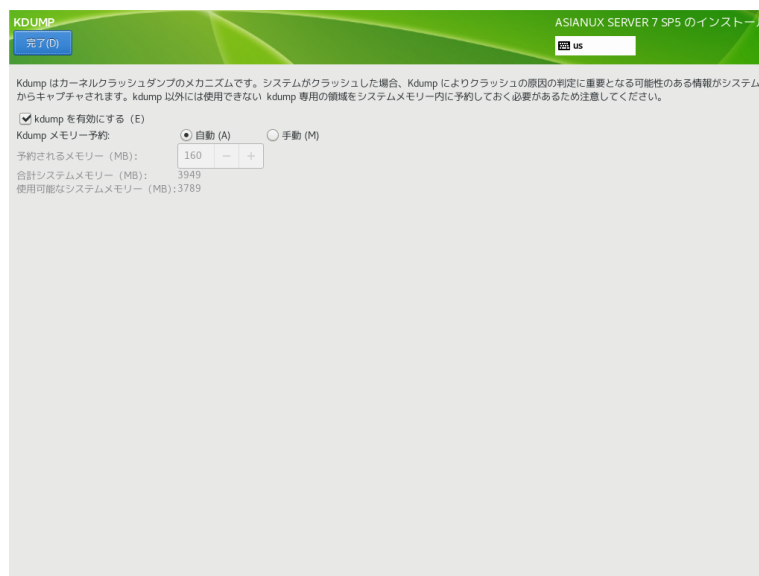 KDUMP
ASIANUX SERVER 7 SP5 のインストール
完了(D)
us
Kdump はカーネルクラッシュダンプのメカニズムです。システムがクラッシュした場合、Kdump によりクラッシュの原因の判定に重要となる可能性のある情報がシステム
からキャプチャされます。kdump 以外には使用できない kdump 専用の領域をシステムメモリー内に予約しておく必要があるため注意してください。
kdump を有効にする (E)
Kdump メモリー予約: 自動 (A) 手動 (M)
予約されるメモリー (MB): 160 − +
合計システムメモリー (MB): 3949
使用可能なシステムメモリー (MB): 3789